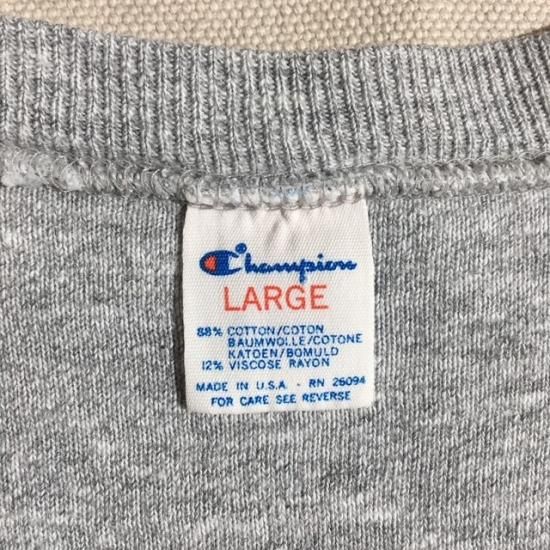 Champion
LARGE
88% COTTON/COTON
BAUMWOLLE/COTONE
KATOEN/BOMULD
12% VISCOSE RAYON
MADE IN U.S.A. - RN 26094
FOR CARE SEE REVERSE